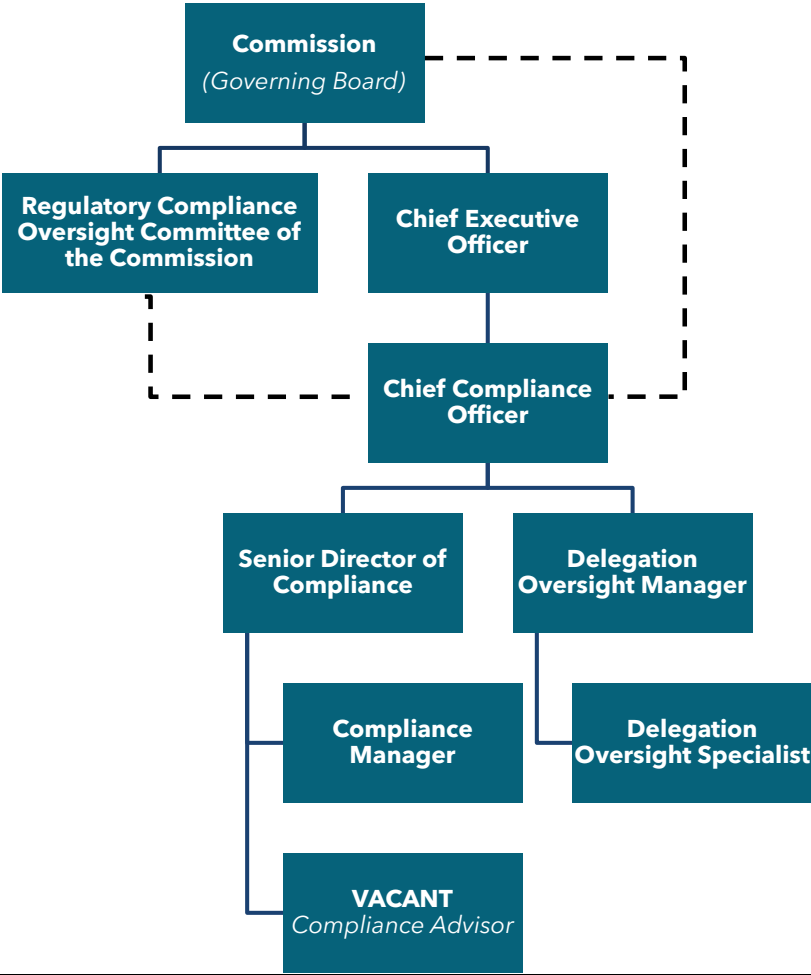 Commission
(Governing Board)
Regulatory Compliance
Oversight Committee of
the Commission
Chief Executive
Officer
Chief Compliance
Officer
Senior Director of
Compliance
Delegation
Oversight Manager
Compliance
Manager
Delegation
Oversight Specialist
VACANT
Compliance Advisor